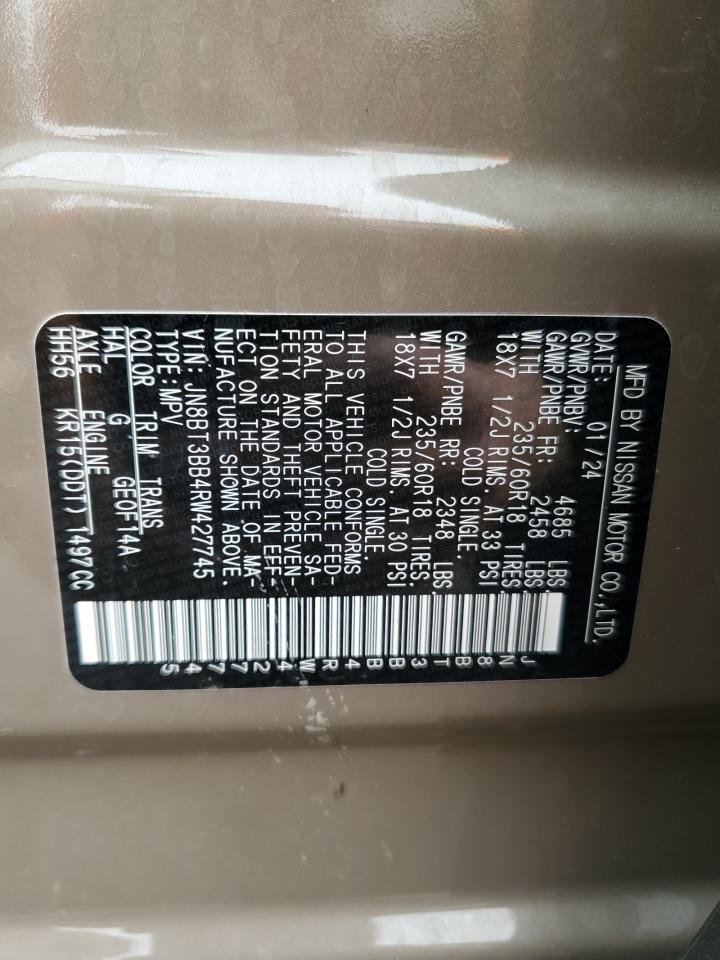 MFD BY NISSAN MOTOR CO.,LTD.
DATE: 01/24
GVWR/PNBV: 4685 LBS
GAWR/PNBE FR: 2458 LBS.
WITH 235/60R18 TIRES.
18X7 1/2J RIMS. AT 33 PSI
COLD SINGLE.
GAWR/PNBE RR: 2348 LBS.
WITH 235/60R18 TIRES.
18X7 1/2J RIMS. AT 30 PSI
COLD SINGLE.
THIS VEHICLE CONFORMS
TO ALL APPLICABLE FED-
ERAL MOTOR VEHICLE SA-
FETY AND THEFT PREVEN-
TION STANDARDS IN EFF-
ECT ON THE DATE OF MA-
NUFACTURE SHOWN ABOVE.
VIN: JN8BT3BB4RW427745
TYPE:MPV
COLOR TRIM TRANS
HAL G GE0F14A
AXLE ENGINE
HH56 KR15(DDT) 1497CC
JN8BT3BB4RW427745